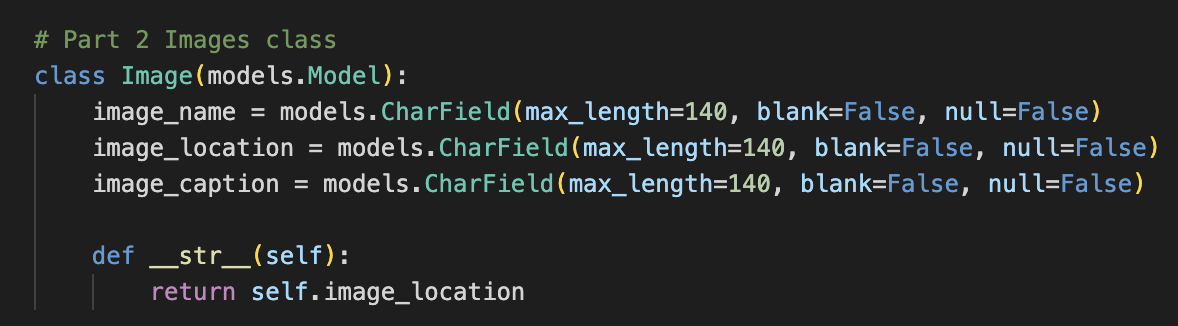 # Part 2 Images class
class Image(models.Model):
    image_name = models.CharField(max_length=140, blank=False, null=False)
    image_location = models.CharField(max_length=140, blank=False, null=False)
    image_caption = models.CharField(max_length=140, blank=False, null=False)

    def __str__(self):
        return self.image_location